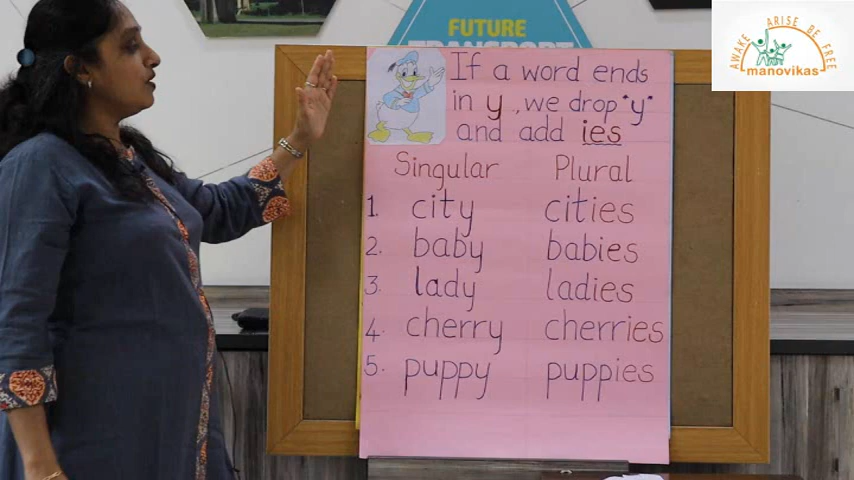 FUTURE
TRANSPORT
AWAKE ARISE BE FREE
manovikas
If a word ends
in y, we drop "y"
and add ies
Singular Plural
1. city cities
2. baby babies
3. lady ladies
4. cherry cherries
5. puppy puppies